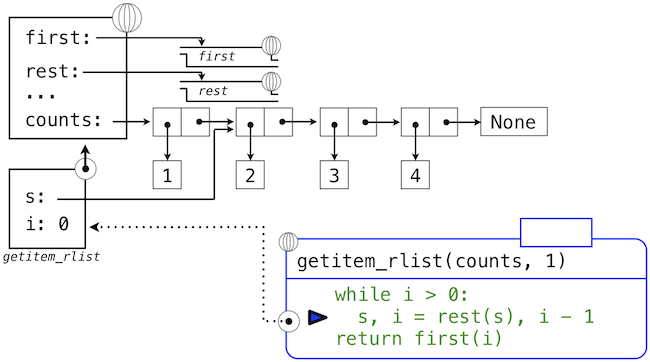 first:
first
rest:
rest
...
counts:
None
1
2
3
4
s:
i: 0
getitem_rlist
getitem_rlist(counts, 1)
while i > 0:
s, i = rest(s), i - 1
return first(i)